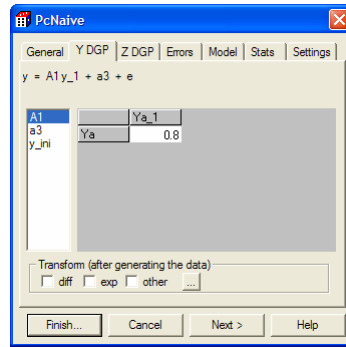 PcNaive
General Y DGP Z DGP Errors Model Stats Settings
y = A1 y_1 + a3 + e
A1
a3
y_ini
Ya_1
Ya 0.8
Transform (after generating the data)
diff exp other ...
Finish... Cancel Next > Help